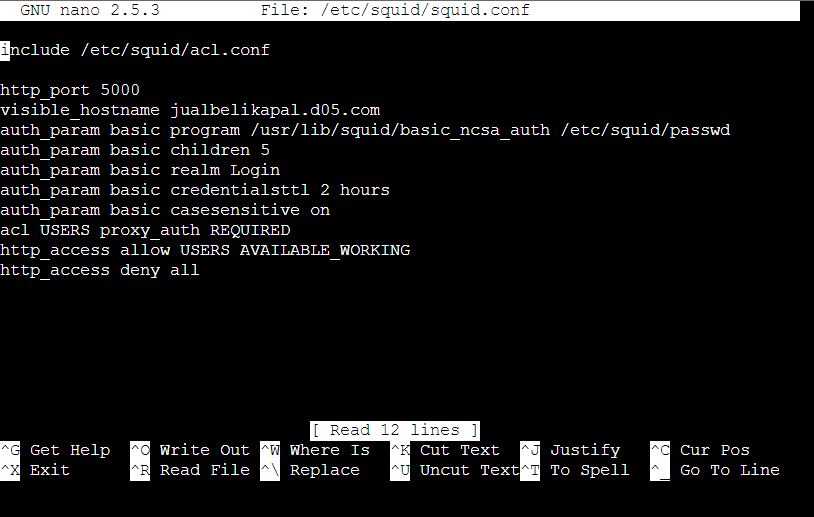 GNU nano 2.5.3 File: /etc/squid/squid.conf
include /etc/squid/acl.conf
http_port 5000
visible_hostname jualbelikapal.d05.com
auth_param basic program /usr/lib/squid/basic_ncsa_auth /etc/squid/passwd
auth_param basic children 5
auth_param basic realm Login
auth_param basic credentialsttl 2 hours
auth_param basic casesensitive on
acl USERS proxy_auth REQUIRED
http_access allow USERS AVAILABLE_WORKING
http_access deny all
[ Read 12 lines ]
^G Get Help ^O Write Out ^W Where Is ^K Cut Text ^J Justify ^C Cur Pos
^X Exit ^R Read File ^\ Replace ^U Uncut Text ^T To Spell ^_ Go To Line